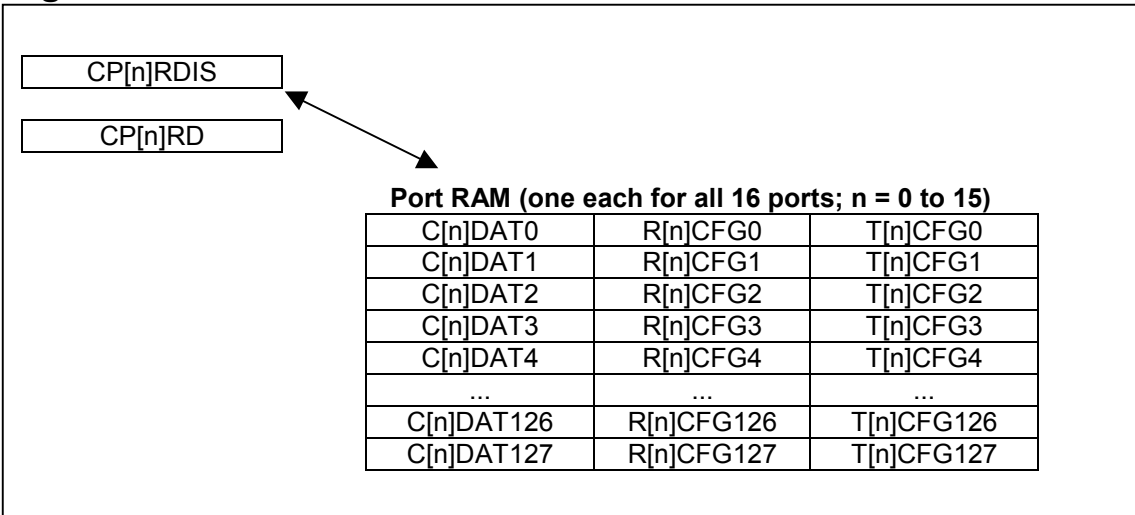 CP[n]RDIS
CP[n]RD
Port RAM (one each for all 16 ports; n = 0 to 15)
C[n]DAT0 R[n]CFG0 T[n]CFG0
C[n]DAT1 R[n]CFG1 T[n]CFG1
C[n]DAT2 R[n]CFG2 T[n]CFG2
C[n]DAT3 R[n]CFG3 T[n]CFG3
C[n]DAT4 R[n]CFG4 T[n]CFG4
... ... ...
C[n]DAT126 R[n]CFG126 T[n]CFG126
C[n]DAT127 R[n]CFG127 T[n]CFG127